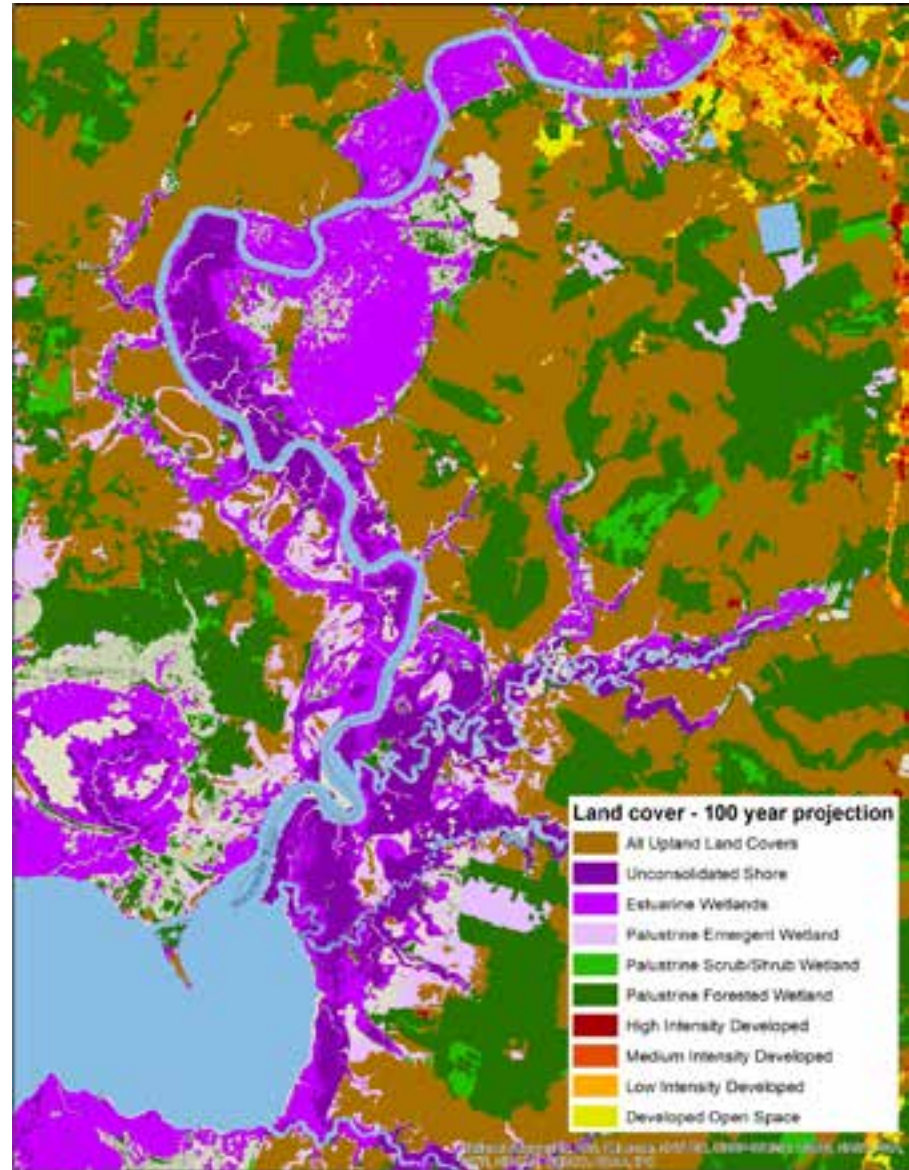 Land cover - 100 year projection
All Upland Land Covers
Unconsolidated Shore
Estuarine Wetlands
Palustrine Emergent Wetland
Palustrine Scrub/Shrub Wetland
Palustrine Forested Wetland
High Intensity Developed
Medium Intensity Developed
Low Intensity Developed
Developed Open Space